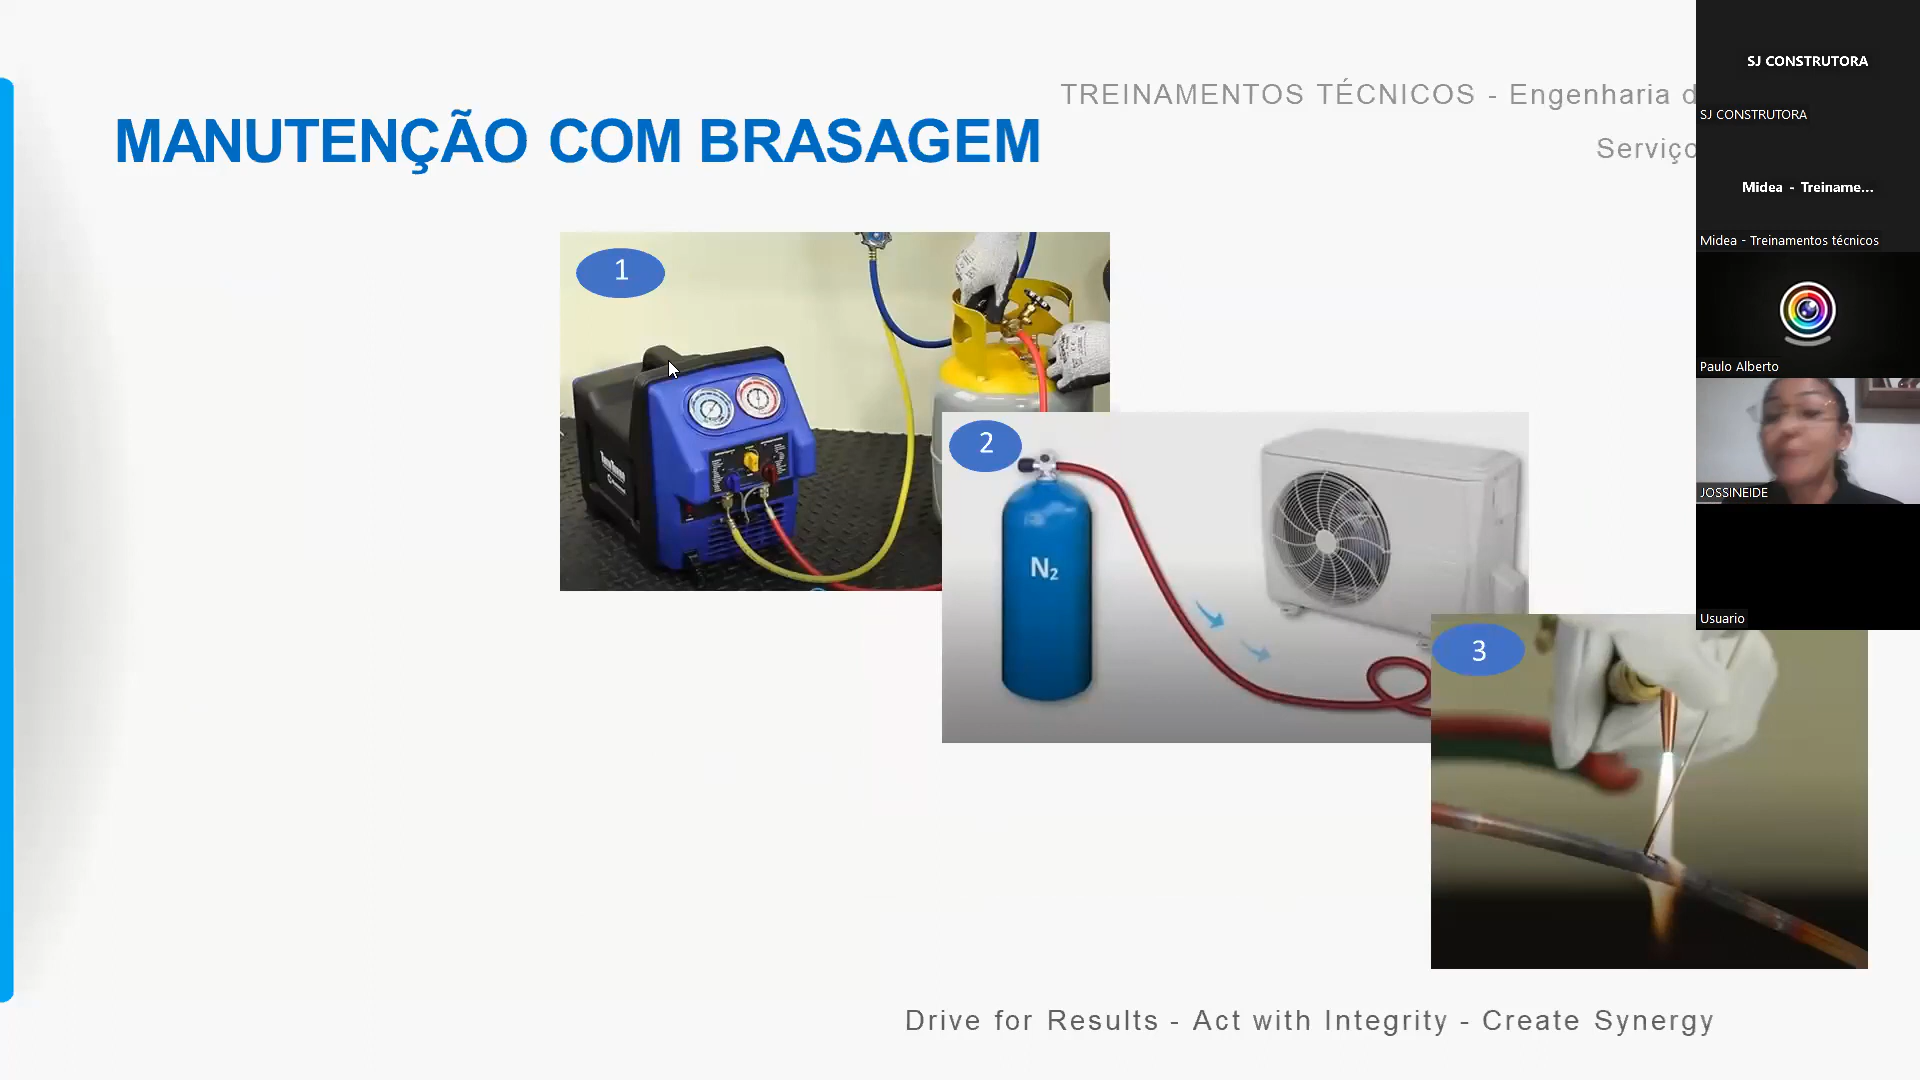 TREINAMENTOS TÉCNICOS - Engenharia d
Serviço
MANUTENÇÃO COM BRASAGEM
1
2
N₂
3
Drive for Results - Act with Integrity - Create Synergy
SJ CONSTRUTORA
SJ CONSTRUTORA
Midea - Treiname...
Midea - Treinamentos técnicos
Paulo Alberto
JOSSINEIDE
Usuario